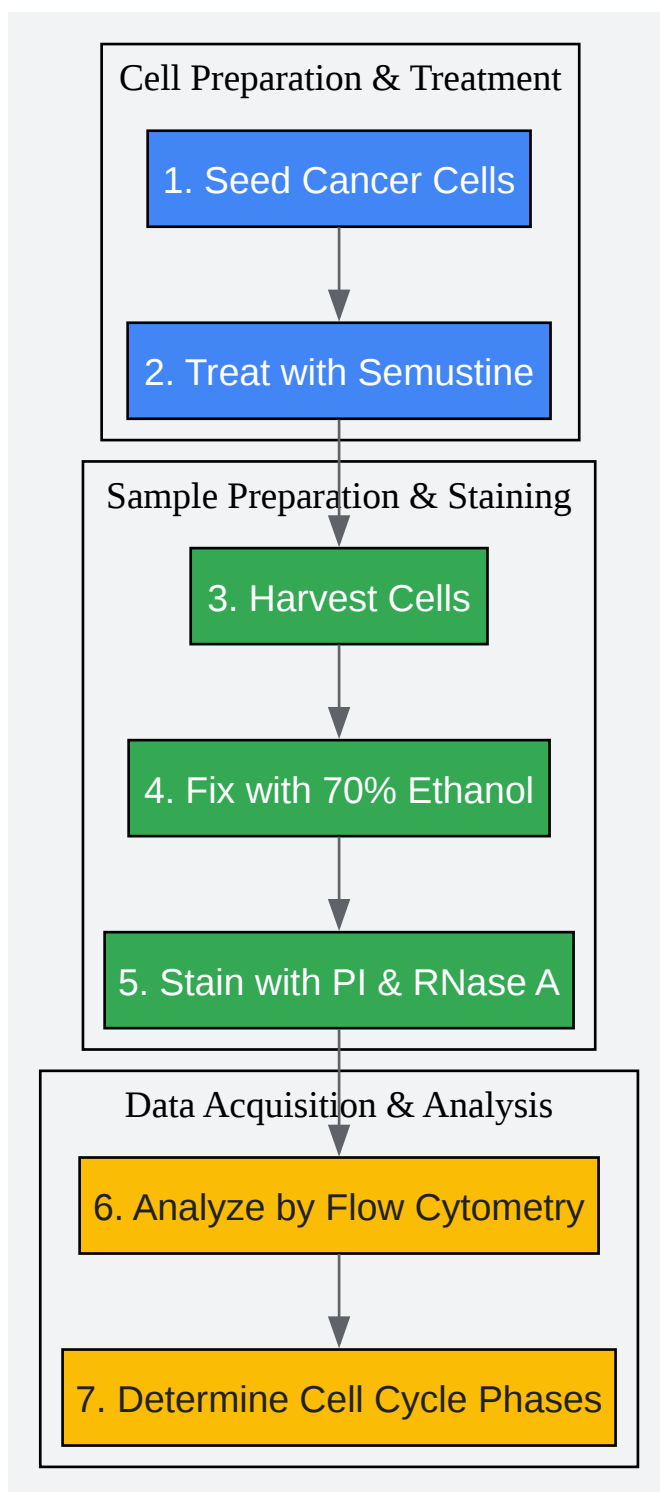 Cell Preparation & Treatment
1. Seed Cancer Cells
2. Treat with Semustine
Sample Preparation & Staining
3. Harvest Cells
4. Fix with 70% Ethanol
5. Stain with PI & RNase A
Data Acquisition & Analysis
6. Analyze by Flow Cytometry
7. Determine Cell Cycle Phases